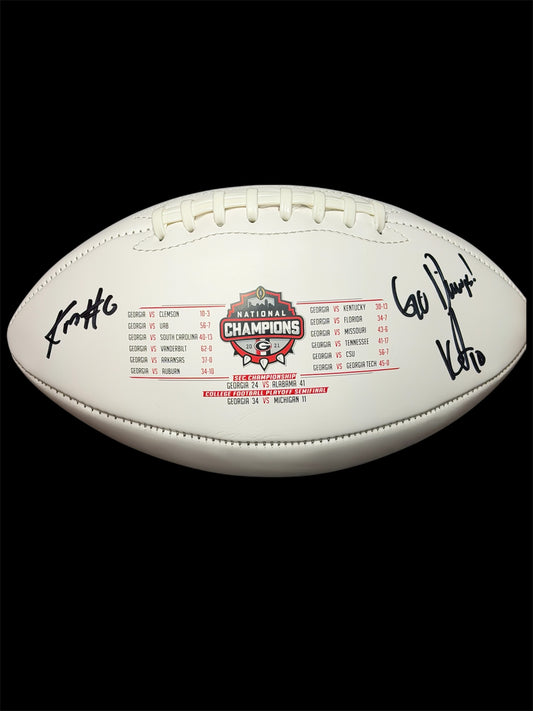 #6
GEORGIA VS CLEMSON 10-3
GEORGIA VS UAB 56-7
GEORGIA VS SOUTH CAROLINA 40-13
GEORGIA VS VANDERBILT 62-0
GEORGIA VS ARKANSAS 37-0
GEORGIA VS AUBURN 34-10
NATIONAL
CHAMPIONS
20 G 21
GEORGIA VS KENTUCKY 30-13
GEORGIA VS FLORIDA 34-7
GEORGIA VS MISSOURI 43-6
GEORGIA VS TENNESSEE 41-17
GEORGIA VS CSU 56-7
GEORGIA VS GEORGIA TECH 45-0
SEC CHAMPIONSHIP
GEORGIA 24 VS ALABAMA 41
COLLEGE FOOTBALL PLAYOFF SEMIFINAL
GEORGIA 34 VS MICHIGAN 11
Go Dawgs!
10